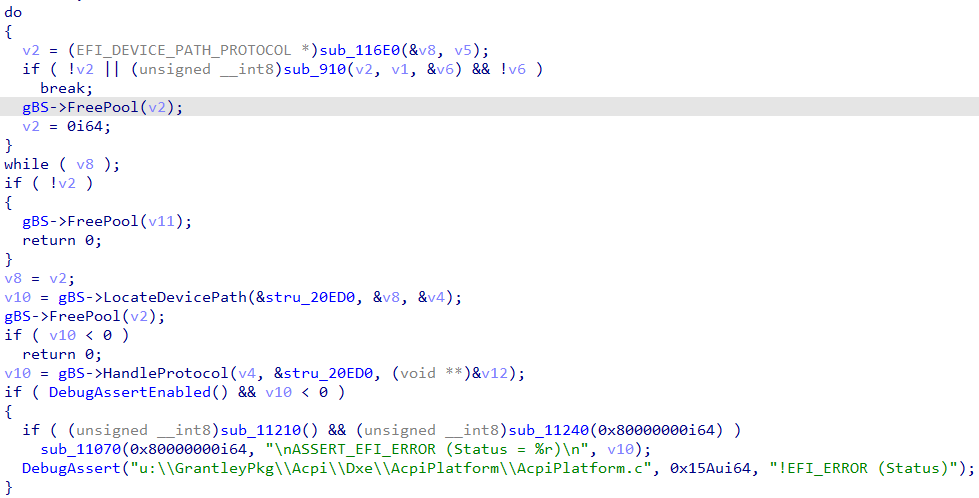 do
{
  v2 = (EFI_DEVICE_PATH_PROTOCOL *)sub_116E0(&v8, v5);
  if ( !v2 || (unsigned __int8)sub_910(v2, v1, &v6) && !v6 )
    break;
  gBS->FreePool(v2);
  v2 = 0i64;
}
while ( v8 );
if ( !v2 )
{
  gBS->FreePool(v11);
  return 0;
}
v8 = v2;
v10 = gBS->LocateDevicePath(&stru_20ED0, &v8, &v4);
gBS->FreePool(v2);
if ( v10 < 0 )
  return 0;
v10 = gBS->HandleProtocol(v4, &stru_20ED0, (void **)&v12);
if ( DebugAssertEnabled() && v10 < 0 )
{
  if ( (unsigned __int8)sub_11210() && (unsigned __int8)sub_11240(0x80000000i64) )
    sub_11070(0x80000000i64, "\nASSERT_EFI_ERROR (Status = %r)\n", v10);
  DebugAssert("u:\\GrantleyPkg\\Acpi\\Dxe\\AcpiPlatform\\AcpiPlatform.c", 0x15Aui64, "!EFI_ERROR (Status)");
}